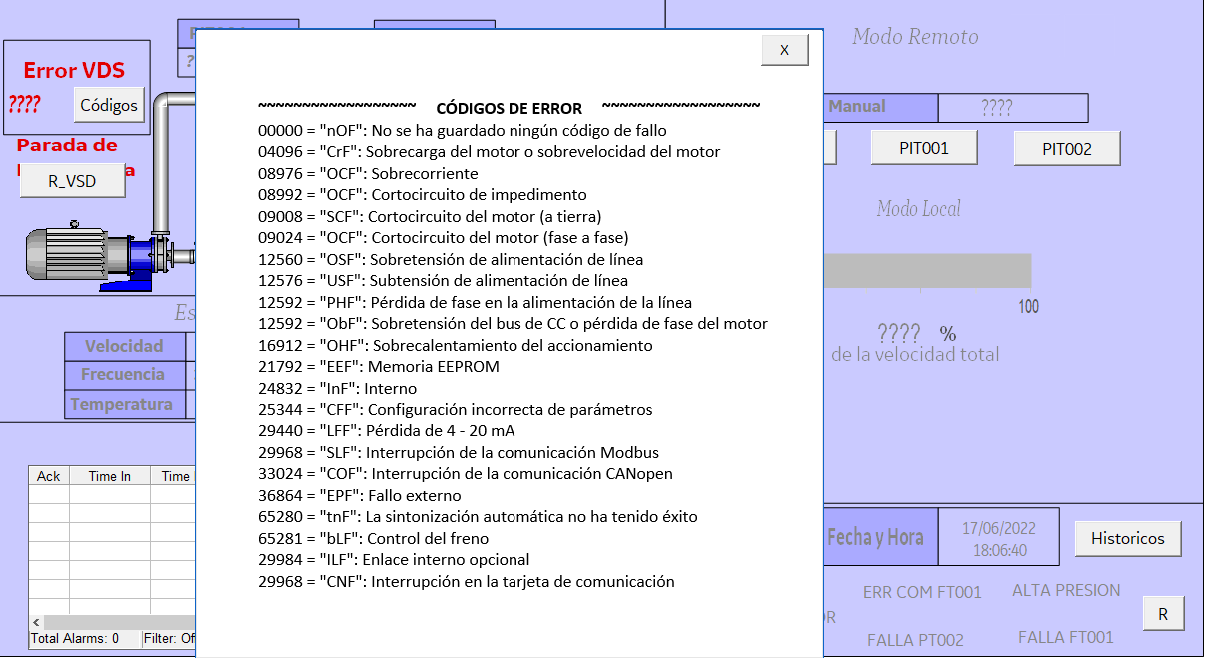 Modo Remoto
X
Error VDS
????
Códigos
~~~~~~~~~~~~~~~~~~ CÓDIGOS DE ERROR ~~~~~~~~~~~~~~~~~~
Manual
????
00000 = "nOF": No se ha guardado ningún código de fallo
Parada de
04096 = "CrF": Sobrecarga del motor o sobrevelocidad del motor
PIT001
PIT002
R_VSD
08976 = "OCF": Sobrecorriente
08992 = "OCF": Cortocircuito de impedimento
Modo Local
09008 = "SCF": Cortocircuito del motor (a tierra)
09024 = "OCF": Cortocircuito del motor (fase a fase)
12560 = "OSF": Sobretensión de alimentación de línea
12576 = "USF": Subtensión de alimentación de línea
12592 = "PHF": Pérdida de fase en la alimentación de la línea
100
Es
12592 = "ObF": Sobretensión del bus de CC o pérdida de fase del motor
???? %
Velocidad
16912 = "OHF": Sobrecalentamiento del accionamiento
de la velocidad total
21792 = "EEF": Memoria EEPROM
Frecuencia
24832 = "InF": Interno
Temperatura
25344 = "CFF": Configuración incorrecta de parámetros
29440 = "LFF": Pérdida de 4 - 20 mA
29968 = "SLF": Interrupción de la comunicación Modbus
Ack Time In Time
33024 = "COF": Interrupción de la comunicación CANopen
36864 = "EPF": Fallo externo
65280 = "tnF": La sintonización automática no ha tenido éxito
65281 = "bLF": Control del freno
Fecha y Hora
17/06/2022
18:06:40
Historicos
29984 = "ILF": Enlace interno opcional
29968 = "CNF": Interrupción en la tarjeta de comunicación
ERR COM FT001
ALTA PRESION
R
Total Alarms: 0
Filter: Of
FALLA PT002
FALLA FT001